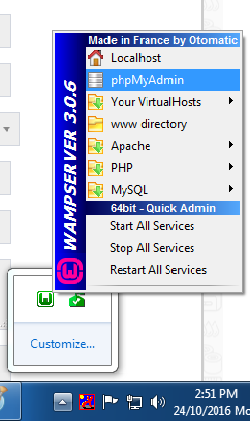 Made in France by Otomatic
WAMPSERVER 3.0.6
Localhost
phpMyAdmin
Your VirtualHosts
www directory
Apache
PHP
MySQL
64bit - Quick Admin
Start All Services
Stop All Services
Restart All Services
Customize...
2:51 PM
24/10/2016 Mo